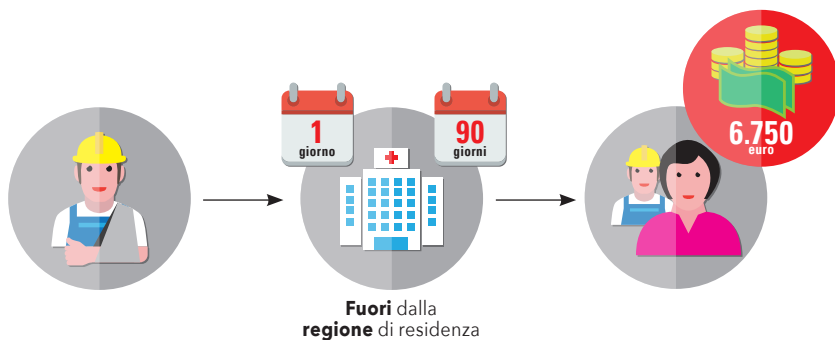 1
giorno
90
giorni
6.750
euro
Fuori dalla
regione di residenza